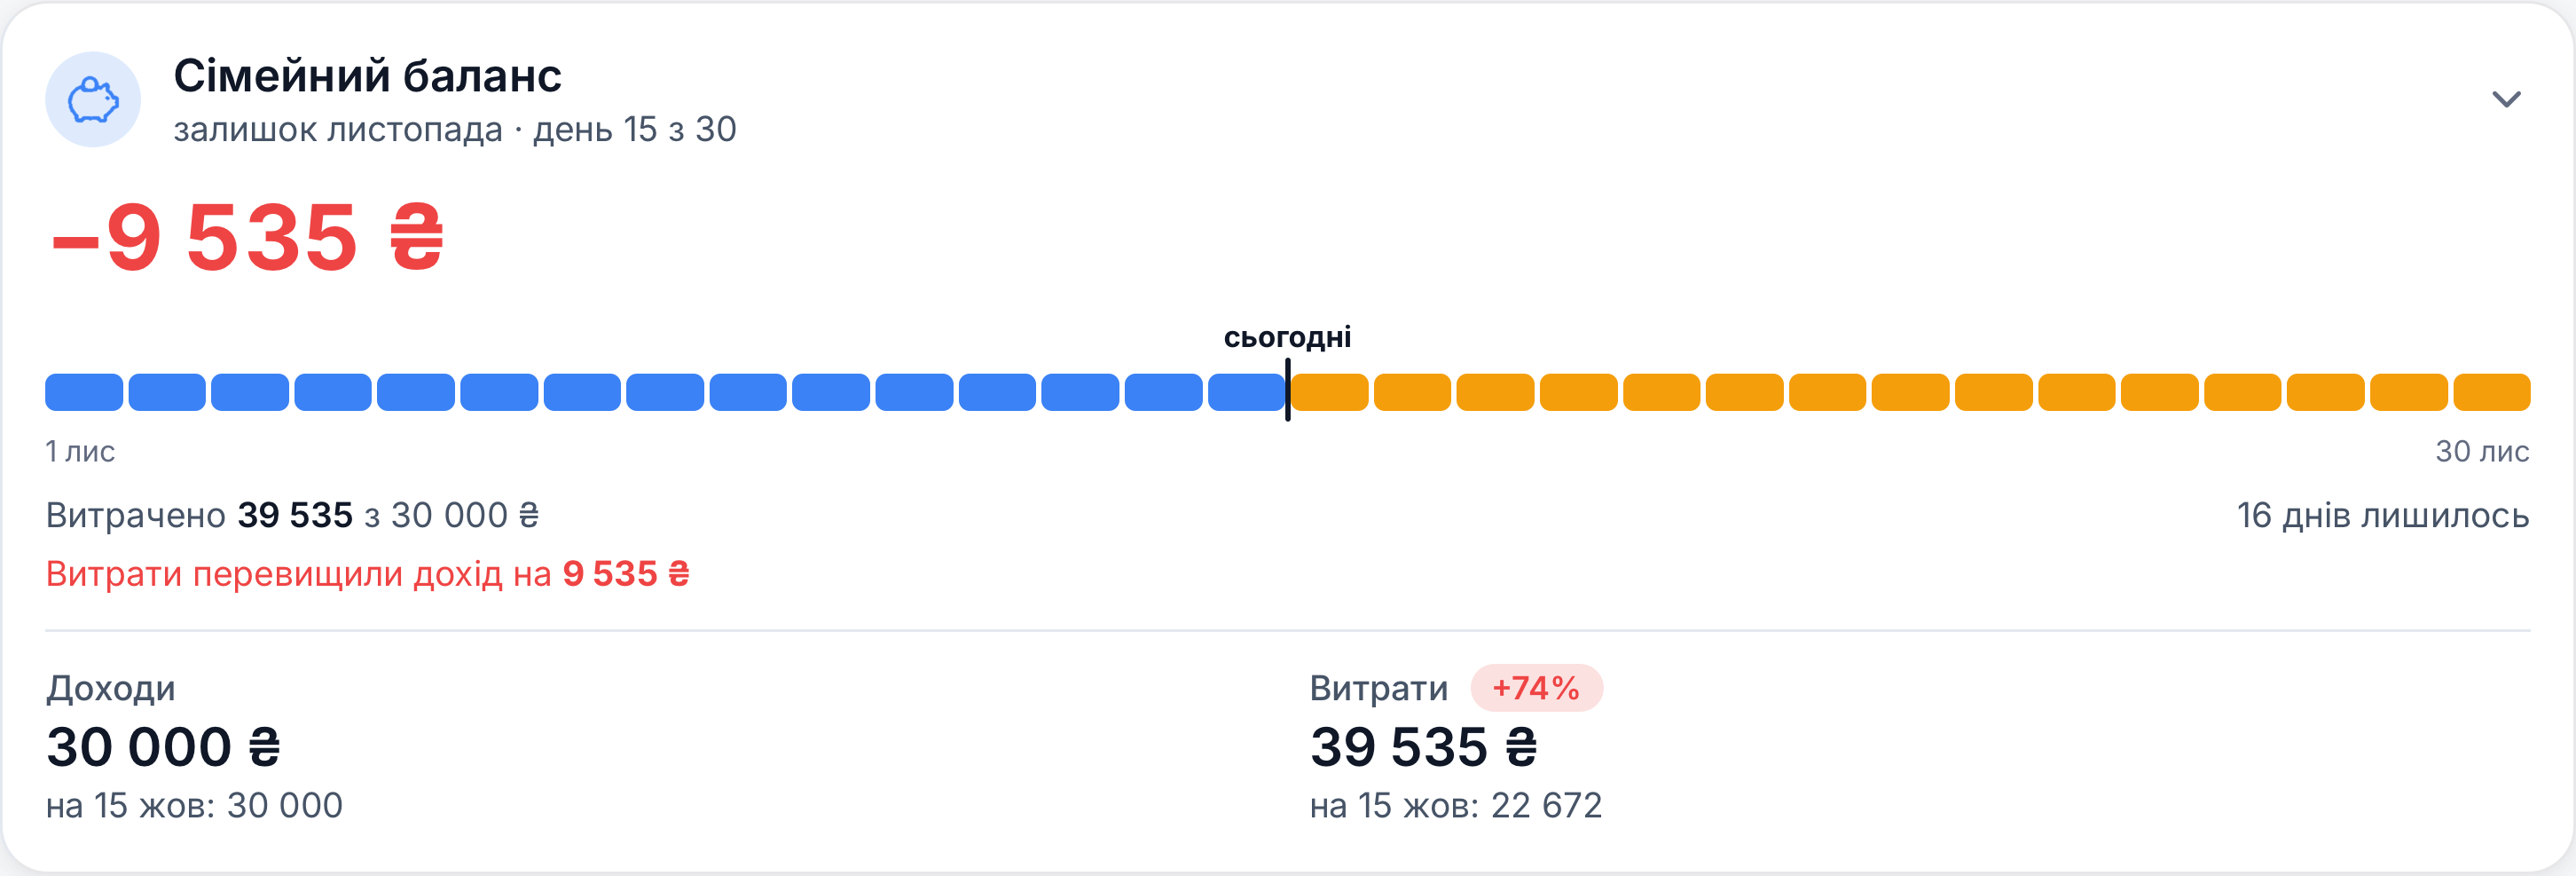 Сімейний баланс
залишок листопада · день 15 з 30
−9 535 ₴
сьогодні
1 лис
30 лис
Витрачено 39 535 з 30 000 ₴
16 днів лишилось
Витрати перевищили дохід на 9 535 ₴
Доходи
30 000 ₴
на 15 жов: 30 000
Витрати +74%
39 535 ₴
на 15 жов: 22 672